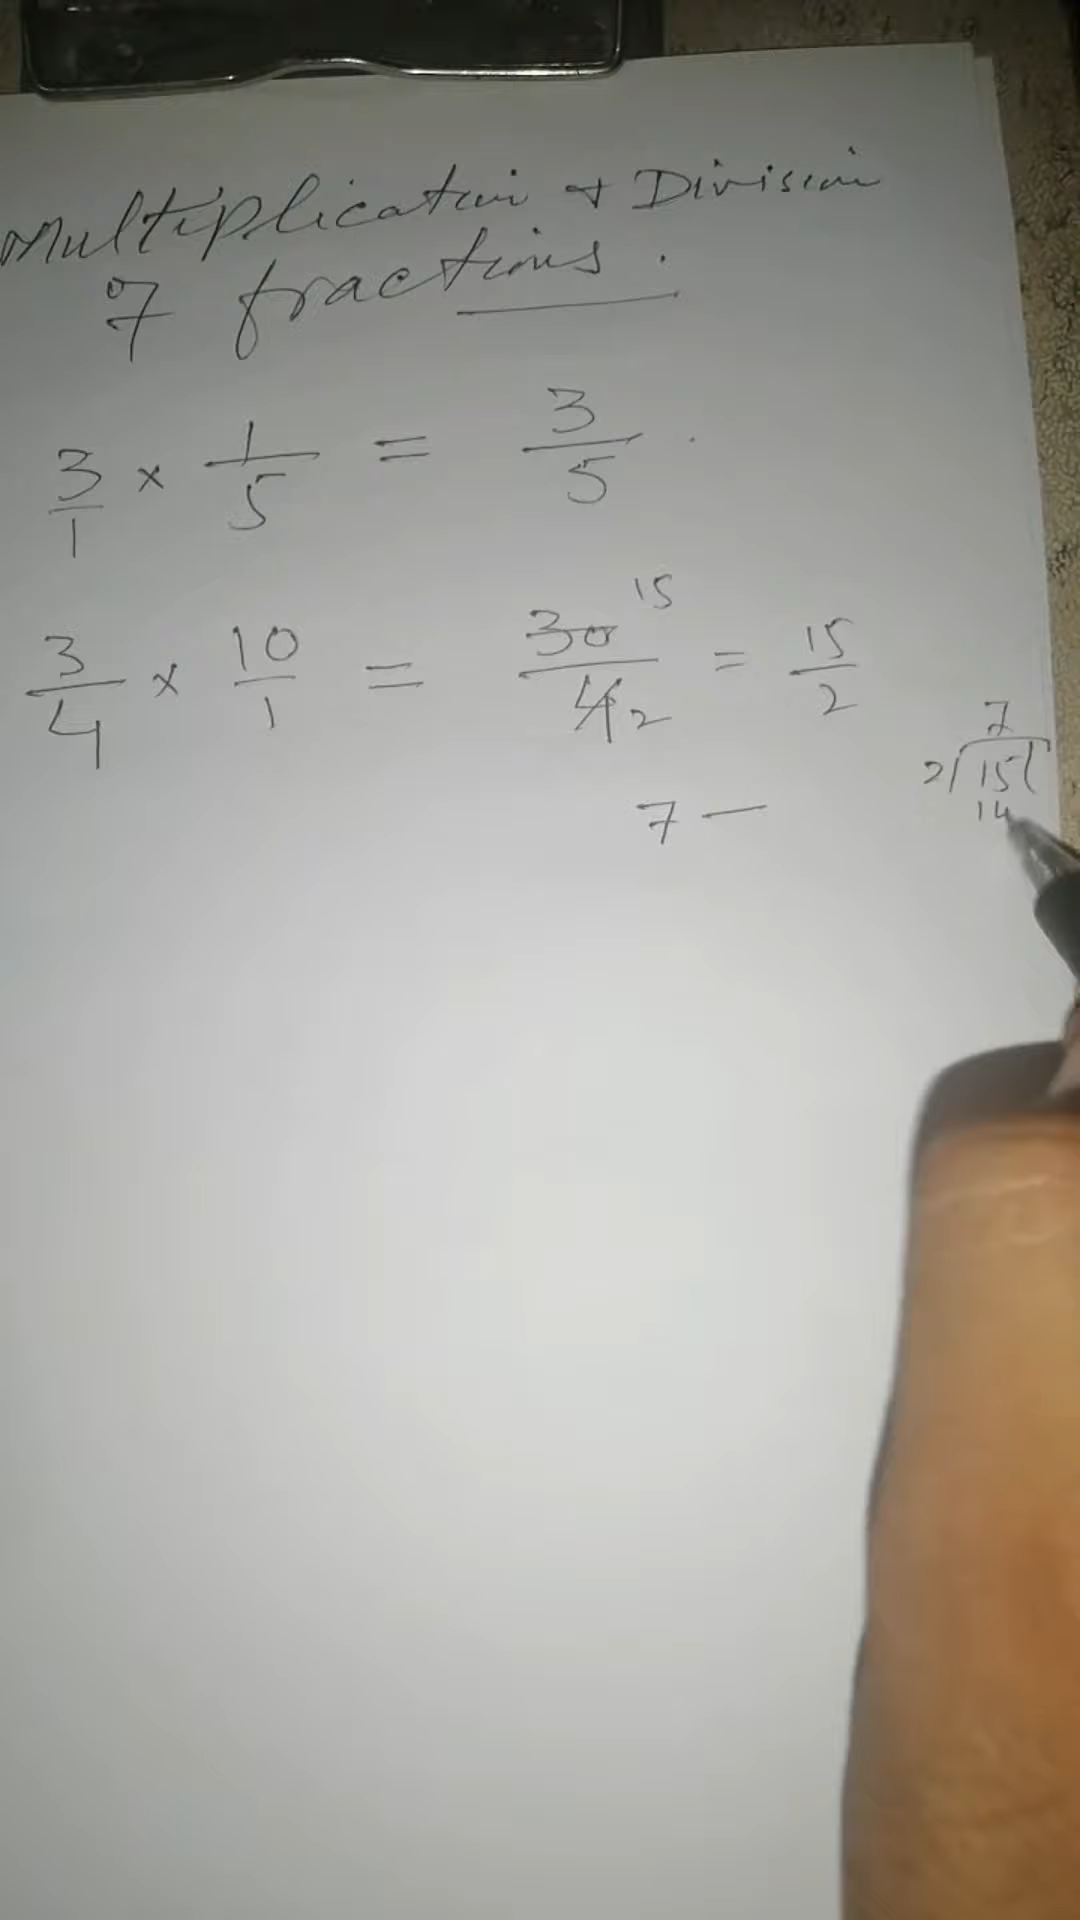 Multiplication & Division
of fractions.
3/1 × 1/5 = 3/5.
3/4 × 10/1 = 30/4 15 2 = 15/2
7
2 ) 15 (
14
7 —